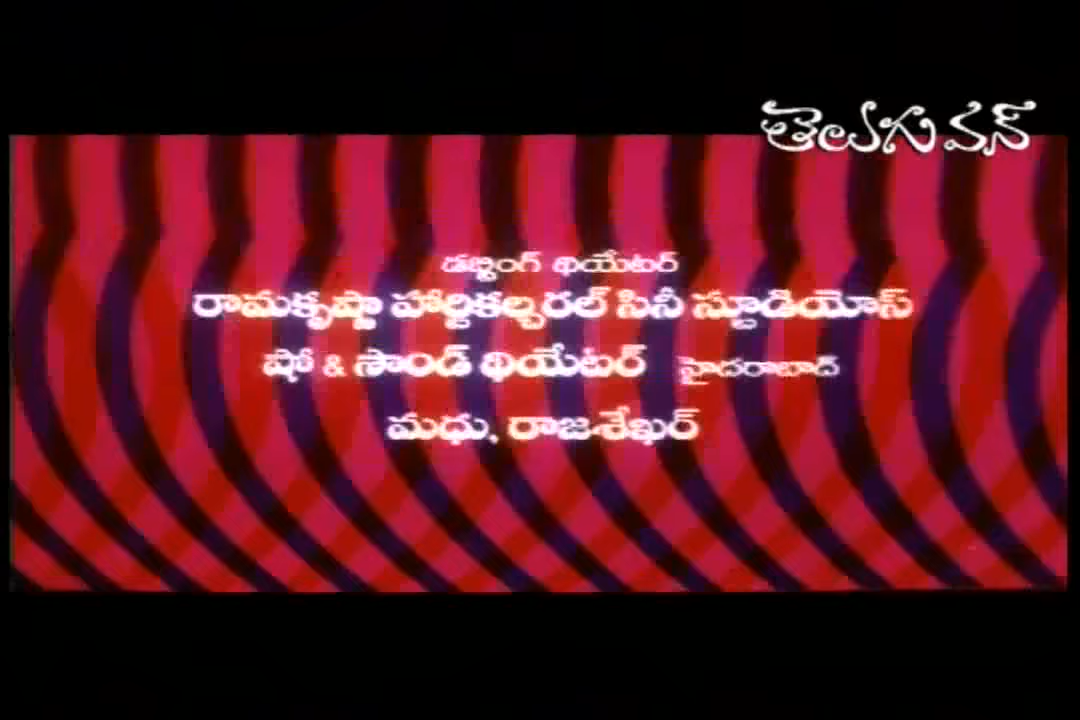 తెలుగువన్
డబ్బింగ్ థియేటర్
రామకృష్ణా హార్టికల్చరల్ సినీ స్టూడియోస్
షో & సౌండ్ థియేటర్ హైదరాబాద్
మధు, రాజశేఖర్